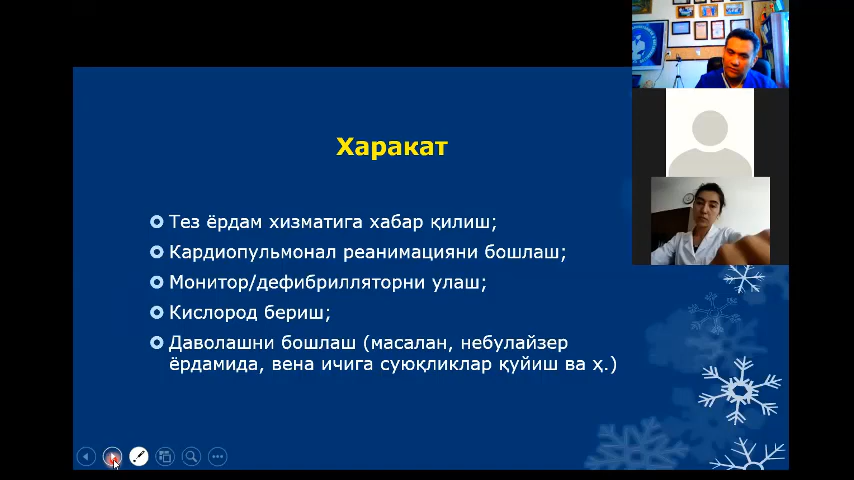 Харакат
Тез ёрдам хизматига хабар қилиш;
Кардиопульмонал реанимацияни бошлаш;
Монитор/дефибрилляторни улаш;
Кислород бериш;
Даволашни бошлаш (масалан, небулайзер
ёрдамида, вена ичига суюқликлар қуйиш ва ҳ.)